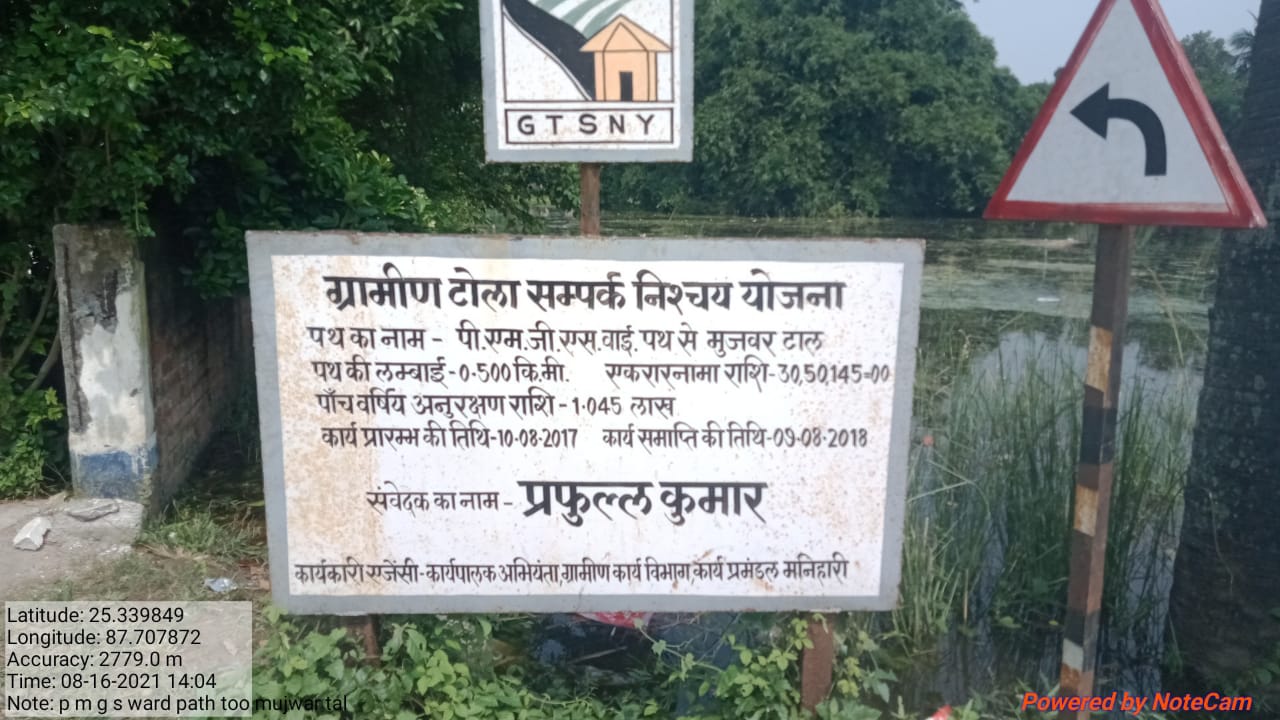 GTSNY
ग्रामीण टोला सम्पर्क निश्चय योजना
पथ का नाम - पी.एम.जी.एस.वाई. पथ से मुजवर टाल
पथ की लम्बाई-0.500 कि.मी. एकरारनामा राशि-30,50,145=00
पाँच वर्षिय अनुरक्षण राशि-1.045 लाख
कार्य प्रारम्भ की तिथि-10.08.2017 कार्य समाप्ति की तिथि-09.08.2018
संवेदक का नाम- प्रफुल्ल कुमार
कार्यकारी एजेंसी-कार्यपालक अभियंता,ग्रामीण कार्य विभाग,कार्य प्रमंडल मनिहारी
Latitude: 25.339849
Longitude: 87.707872
Accuracy: 2779.0 m
Time: 08-16-2021 14:04
Note: p m g s ward path too mujwar tal
Powered by NoteCam